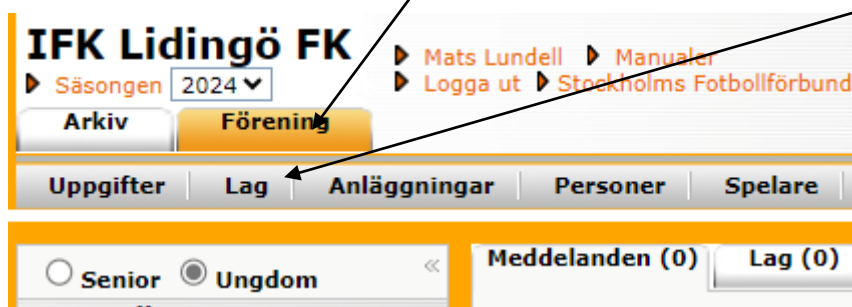 IFK Lidingö FK
Mats Lundell Manualer
Säsongen 2024
Logga ut Stockholms Fotbollförbund
Arkiv Förening
Uppgifter Lag Anläggningar Personer Spelare
Senior Ungdom
Meddelanden (0) Lag (0)